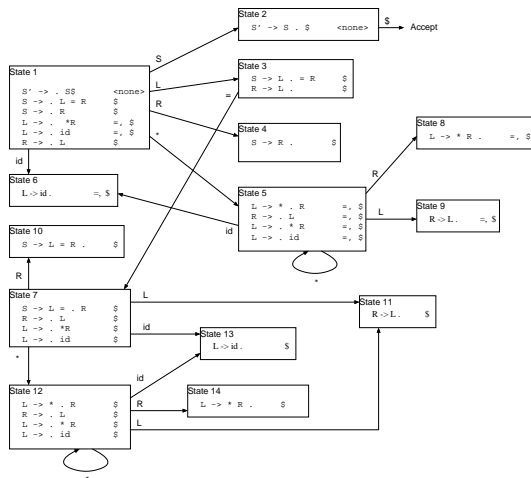 State 2
S' -> S . $ <none>
$
Accept
S
State 1
S' -> . S$ <none>
S -> . L = R $
S -> . R $
L -> . *R =, $
L -> . id =, $
R -> . L $
L
State 3
S -> L . = R $
R -> L . $
=
R
State 4
S -> R . $
*
State 8
L -> * R . =, $
R
id
State 6
L -> id . =, $
State 5
L -> * . R =, $
R -> . L =, $
L -> . * R =, $
L -> . id =, $
id
L
State 9
R -> L . =, $
*
State 10
S -> L = R . $
R
State 7
S -> L = . R $
R -> . L $
L -> . *R $
L -> . id $
L
State 11
R -> L . $
id
State 13
L -> id . $
*
id
State 12
L -> * . R $
R -> . L $
L -> . * R $
L -> . id $
R
State 14
L -> * R . $
L
*